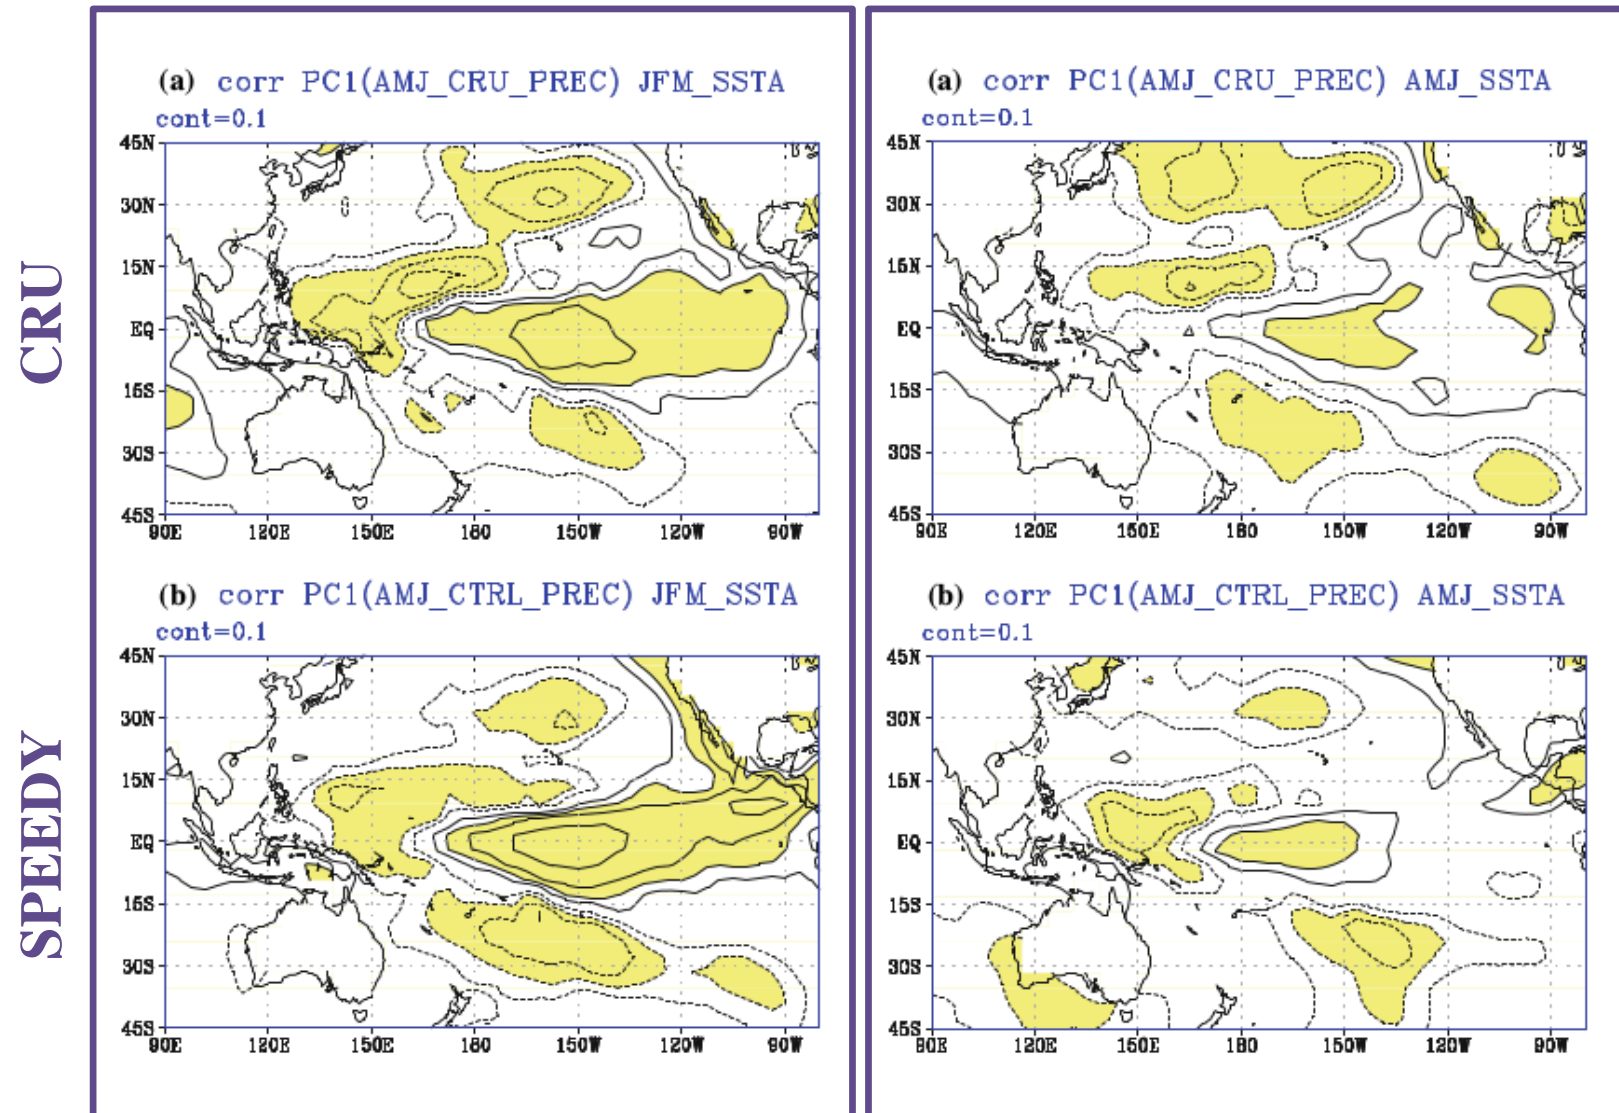 CRU
(a) corr PC1(AMJ_CRU_PREC) JFM_SSTA
cont=0.1
45N
30N
15N
EQ
15S
30S
45S
90E 120E 150E 180 150W 120W 90W
(a) corr PC1(AMJ_CRU_PREC) AMJ_SSTA
cont=0.1
45N
30N
15N
EQ
15S
30S
45S
90E 120E 150E 180 150W 120W 90W
SPEEDY
(b) corr PC1(AMJ_CTRL_PREC) JFM_SSTA
cont=0.1
45N
30N
15N
EQ
15S
30S
45S
90E 120E 150E 180 150W 120W 90W
(b) corr PC1(AMJ_CTRL_PREC) AMJ_SSTA
cont=0.1
45N
30N
15N
EQ
15S
30S
45S
90E 120E 150E 180 150W 120W 90W